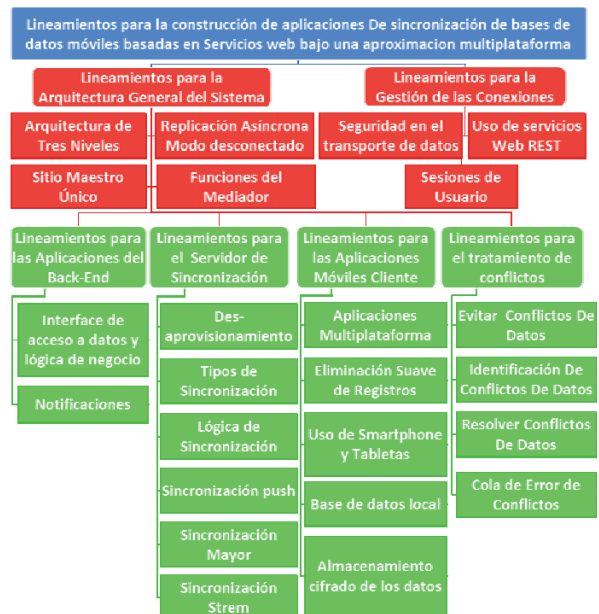 Lineamientos para la construcción de aplicaciones De sincronización de bases de
datos móviles basadas en Servicios web bajo una aproximacion multiplataforma
Lineamientos para la
Arquitectura General del Sistema
Lineamientos para la
Gestión de las Conexiones
Arquitectura de
Tres Niveles
Replicación Asíncrona
Modo desconectado
Seguridad en el
transporte de datos
Uso de servicios
Web REST
Sitio Maestro
Único
Funciones del
Mediador
Sesiones de
Usuario
Lineamientos para
las Aplicaciones del
Back-End
Interface de
acceso a datos y
lógica de negocio
Notificaciones
Lineamientos para
el Servidor de
Sincronización
Des-
aprovisionamiento
Tipos de
Sincronización
Lógica de
Sincronización
Sincronización push
Sincronización
Mayor
Sincronización
Strem
Lineamientos para
las Aplicaciones
Móviles Cliente
Aplicaciones
Multiplataforma
Eliminación Suave
de Registros
Uso de Smartphone
y Tabletas
Base de datos local
Almacenamiento
cifrado de los datos
Lineamientos para
el tratamiento de
conflictos
Evitar Conflictos De
Datos
Identificación De
Conflictos De Datos
Resolver Conflictos
De Datos
Cola de Error de
Conflictos